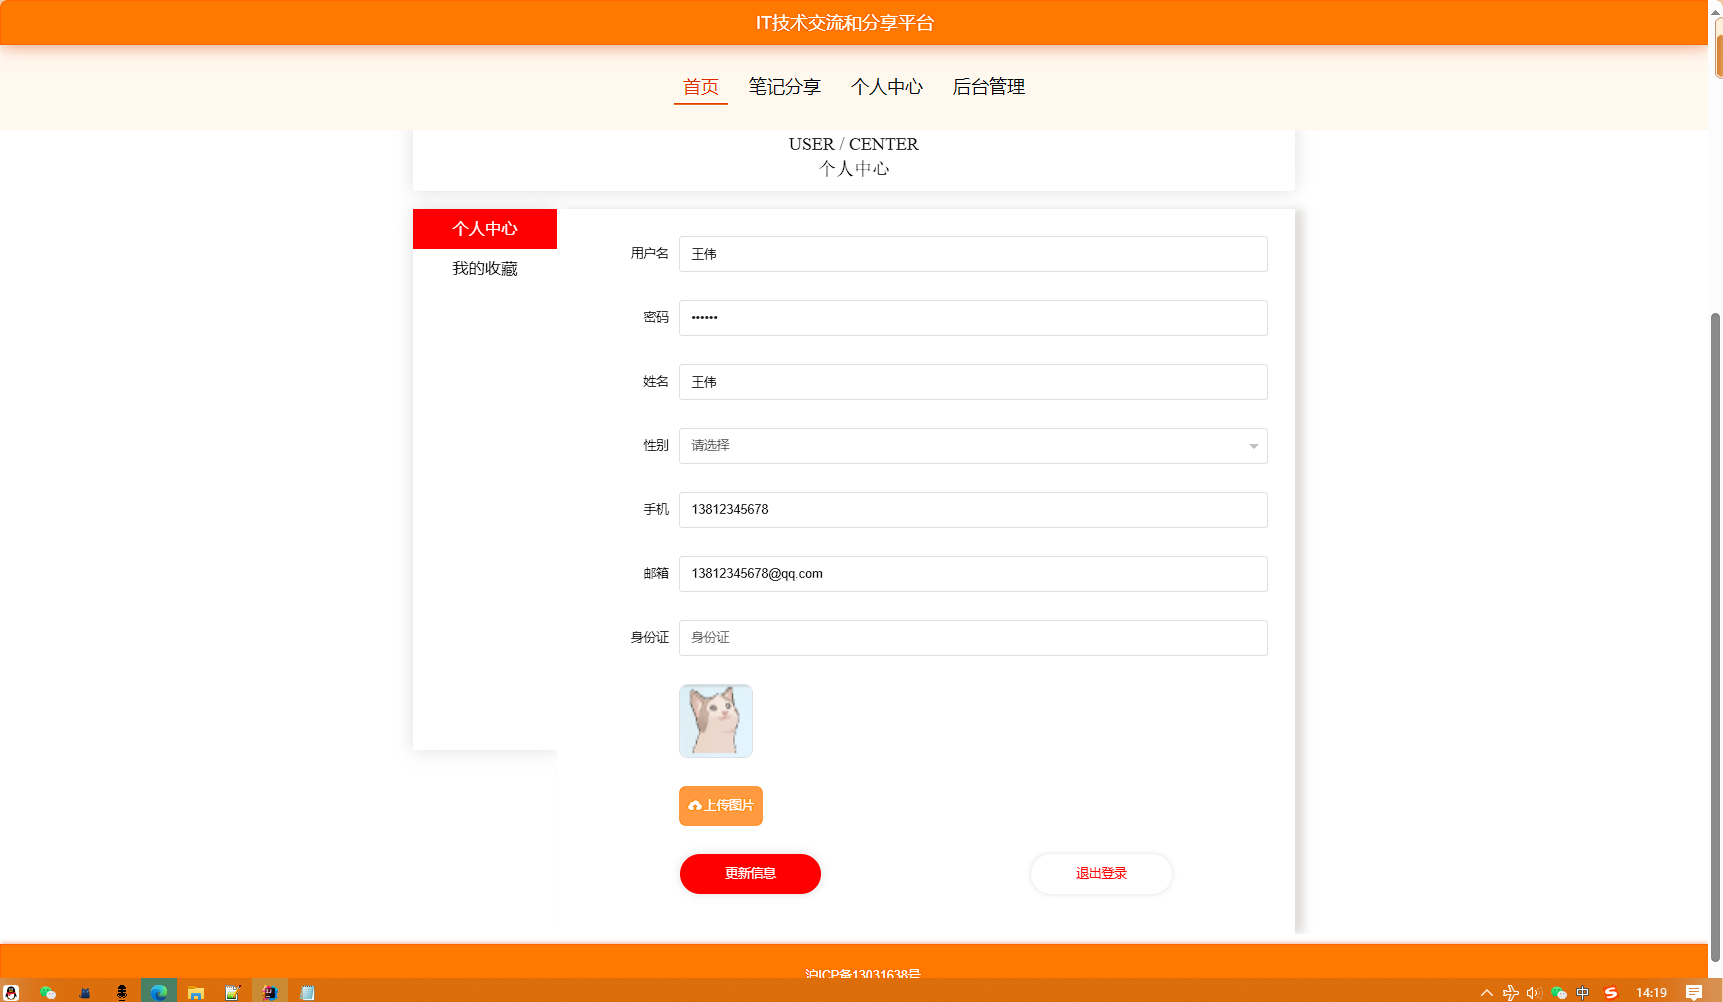 IT技术交流和分享平台
首页 笔记分享 个人中心 后台管理
USER / CENTER
个人中心
个人中心
我的收藏
用户名 王伟
密码 ••••••
姓名 王伟
性别 请选择
手机 13812345678
邮箱 13812345678@qq.com
身份证 身份证
上传图片
更新信息 退出登录
沪ICP备13031638号
中 14:19